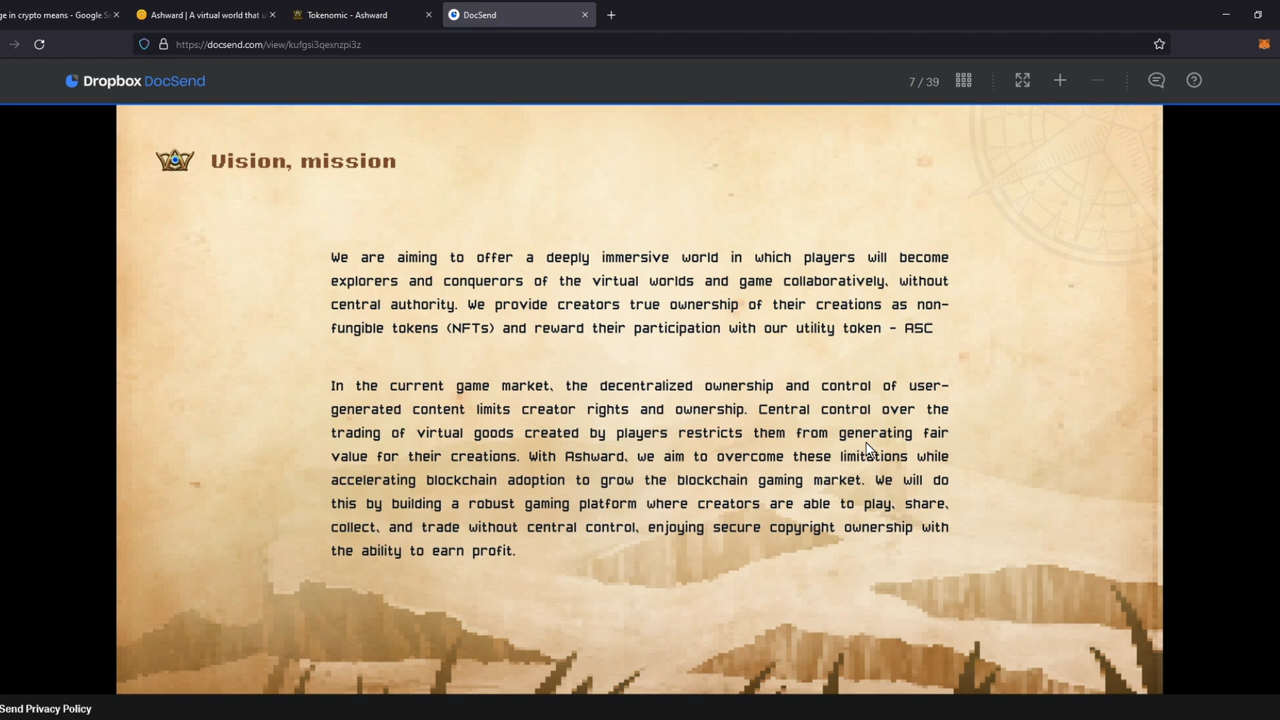 ge in crypto means - Google Se
Ashward | A virtual world that u
Tokenomic - Ashward
DocSend
https://docsend.com/view/kufgsi3qexnzpi3z
Dropbox DocSend
7 / 39
Vision, mission
We are aiming to offer a deeply immersive world in which players will become
explorers and conquerors of the virtual worlds and game collaboratively, without
central authority. We provide creators true ownership of their creations as non-
fungible tokens (NFTs) and reward their participation with our utility token - ASC
In the current game market, the decentralized ownership and control of user-
generated content limits creator rights and ownership. Central control over the
trading of virtual goods created by players restricts them from generating fair
value for their creations. With Ashward, we aim to overcome these limitations while
accelerating blockchain adoption to grow the blockchain gaming market. We will do
this by building a robust gaming platform where creators are able to play, share,
collect, and trade without central control, enjoying secure copyright ownership with
the ability to earn profit.
Send Privacy Policy